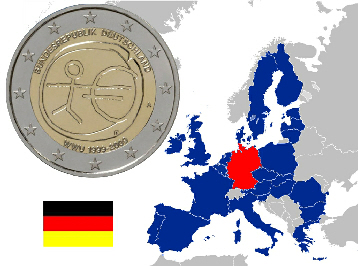 BUNDESREPUBLIK DEUTSCHLAND
A
WWU 1999-2009